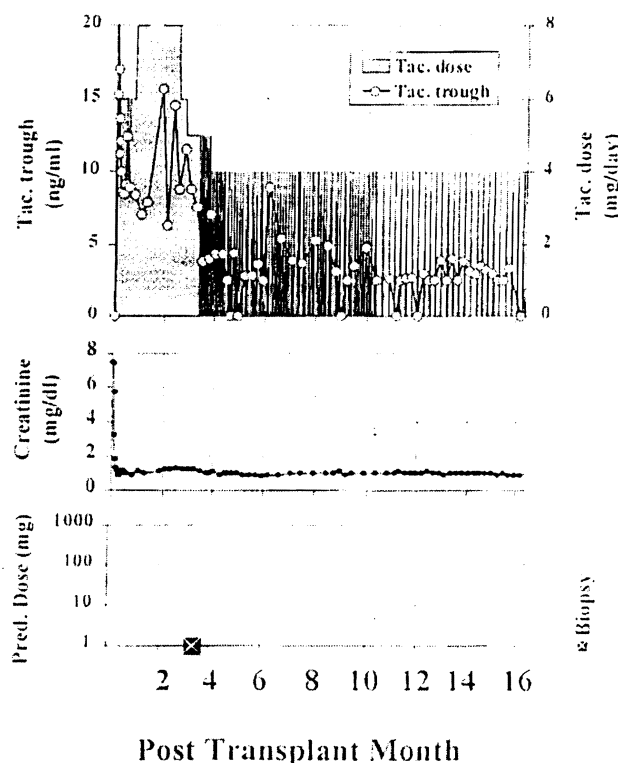 20
15
10
5
0
Tac. trough
(ng/ml)
Tac. dose
Tac. trough
8
6
4
2
0
Tac. dose
(mg/day)
8
6
4
2
0
Creatinine
(mg/dl)
1000
100
10
1
Pred. Dose (mg)
Biopsy
2 4 6 8 10 12 14 16
Post Transplant Month